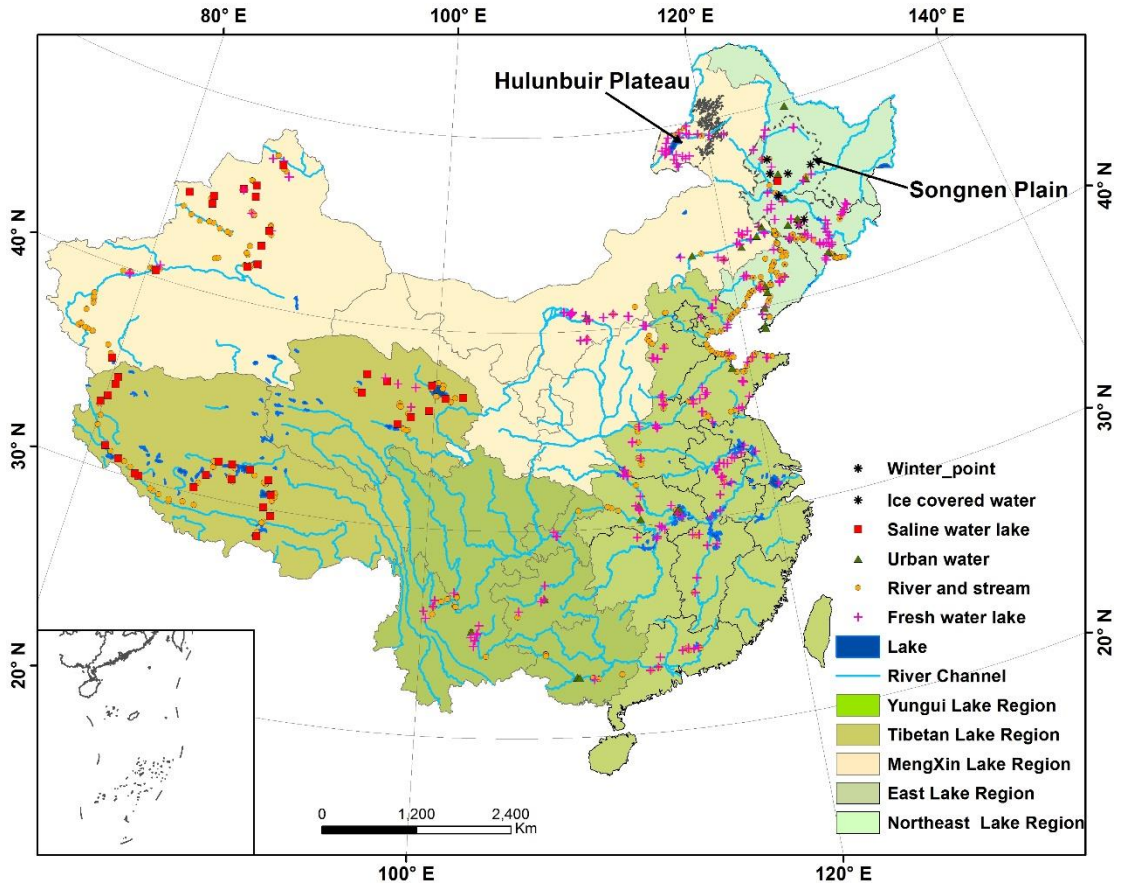 80° E
100° E
120° E
140° E
Hulunbuir Plateau
Songnen Plain
40° N
30° N
20° N
40° N
30° N
20° N
Winter_point
Ice covered water
Saline water lake
Urban water
River and stream
Fresh water lake
Lake
River Channel
Yungui Lake Region
Tibetan Lake Region
MengXin Lake Region
East Lake Region
Northeast Lake Region
0 1,200 2,400
Km
100° E
120° E